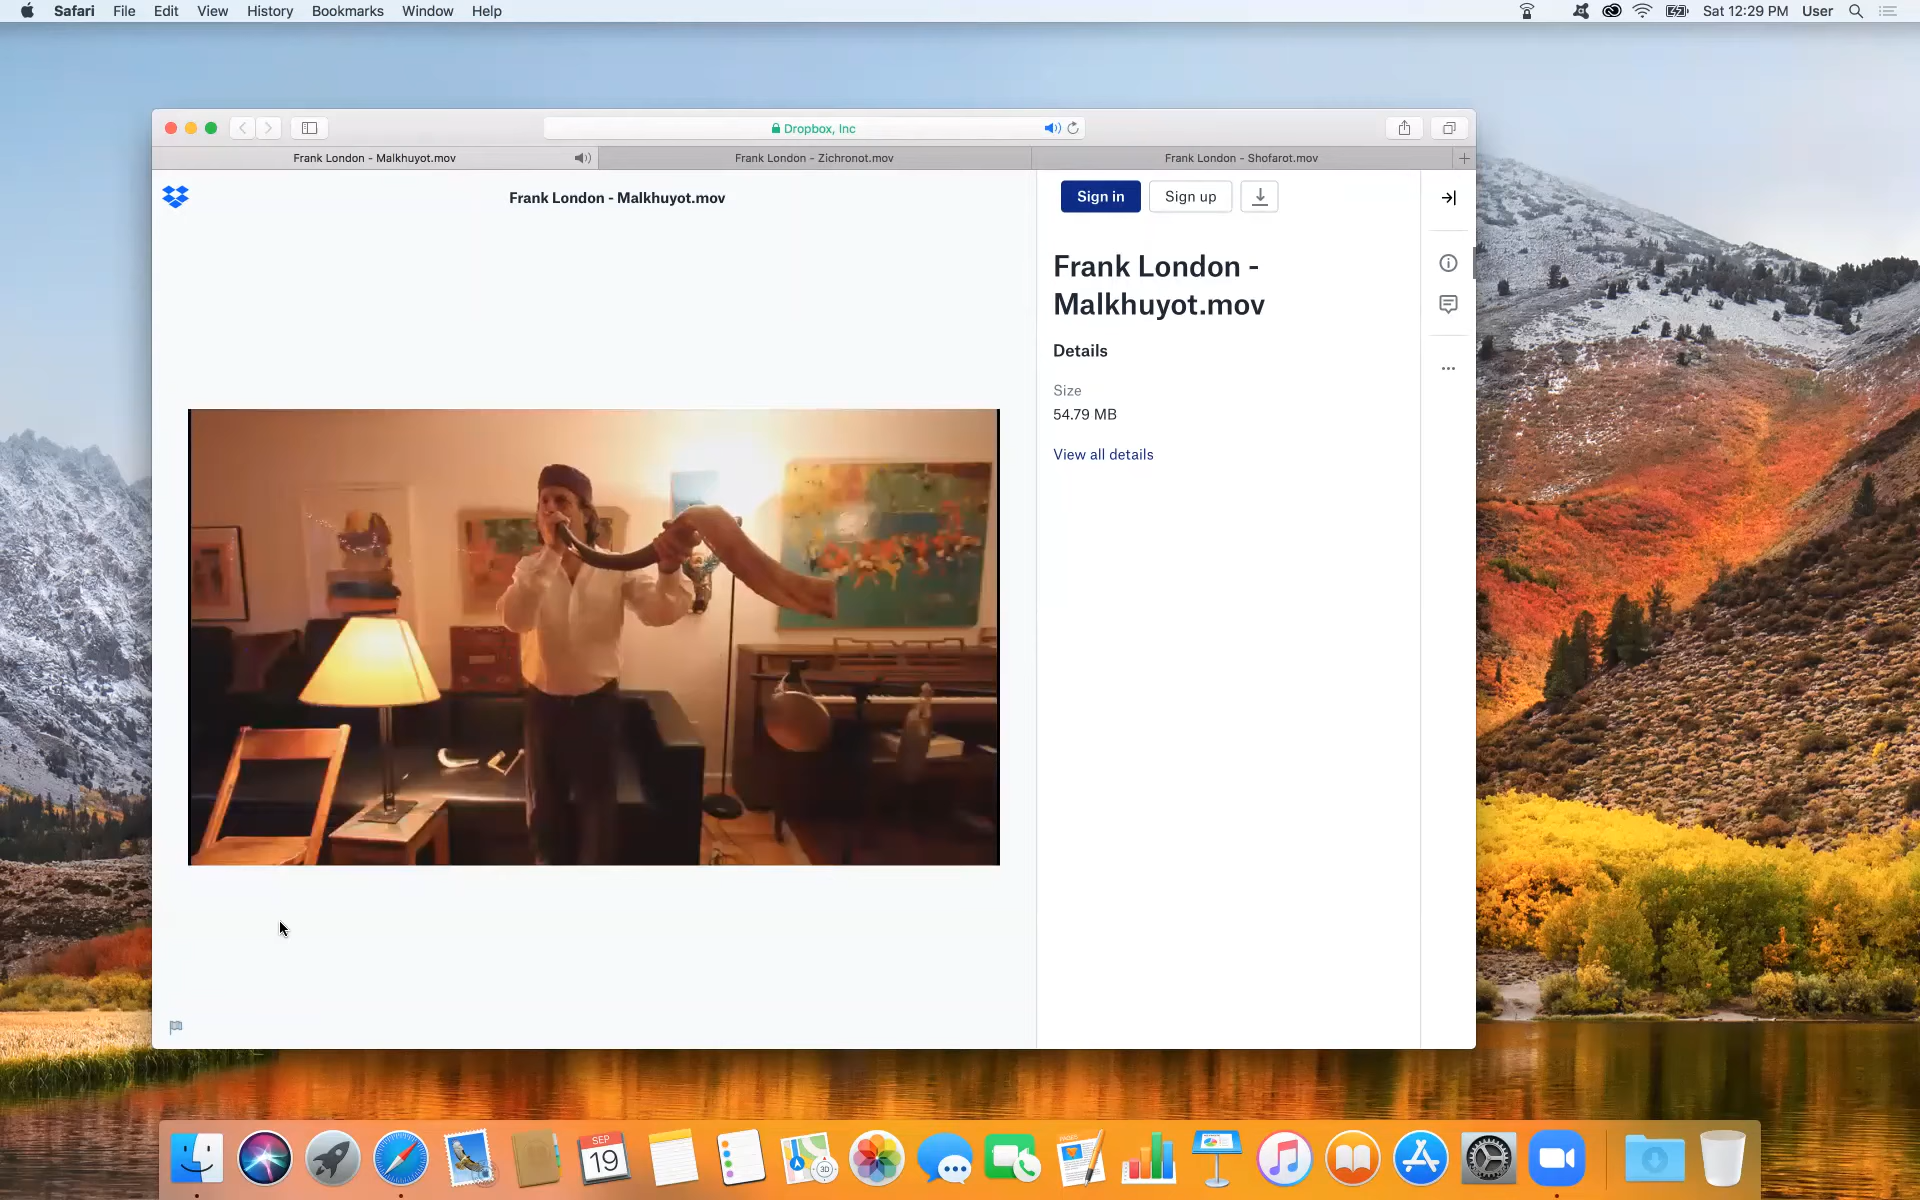 Safari File Edit View History Bookmarks Window Help
Sat 12:29 PM User
Dropbox, Inc
Frank London - Malkhuyot.mov
Frank London - Zichronot.mov
Frank London - Shofarot.mov
Frank London - Malkhuyot.mov
Sign in
Sign up
Frank London -
Malkhuyot.mov
Details
Size
54.79 MB
View all details
SEP
19
3D